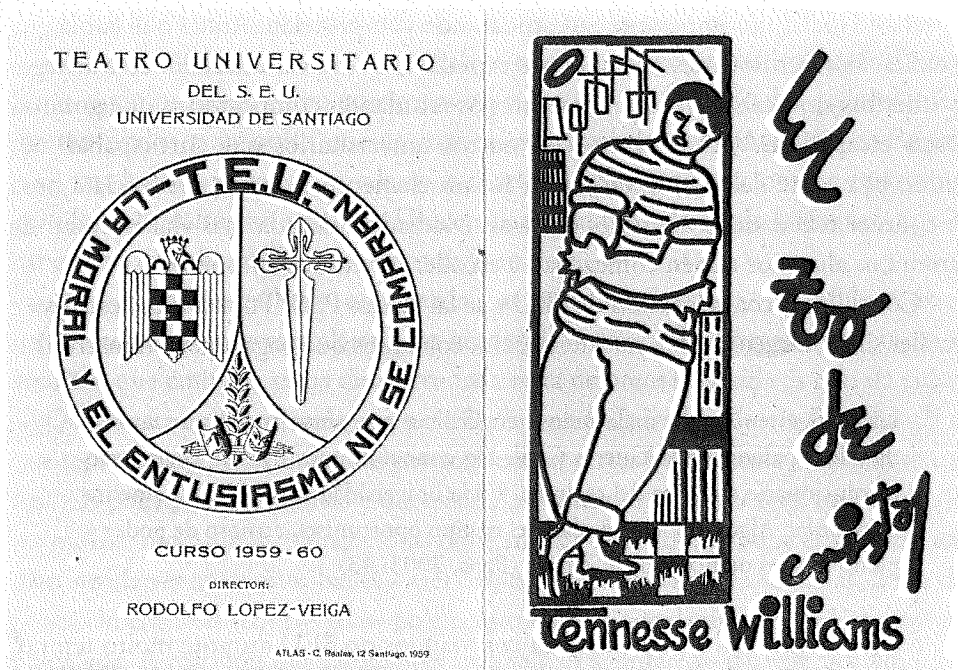 TEATRO UNIVERSITARIO
DEL S. E. U.
UNIVERSIDAD DE SANTIAGO
T.E.U. - LA MORAL Y EL ENTUSIASMO NO SE COMPRAN -
CURSO 1959 - 60
DIRECTOR:
RODOLFO LOPEZ-VEIGA
ATLAS - C. Reales, 12 Santiago, 1959
El
zoo
de
cristal
Tennesse Williams